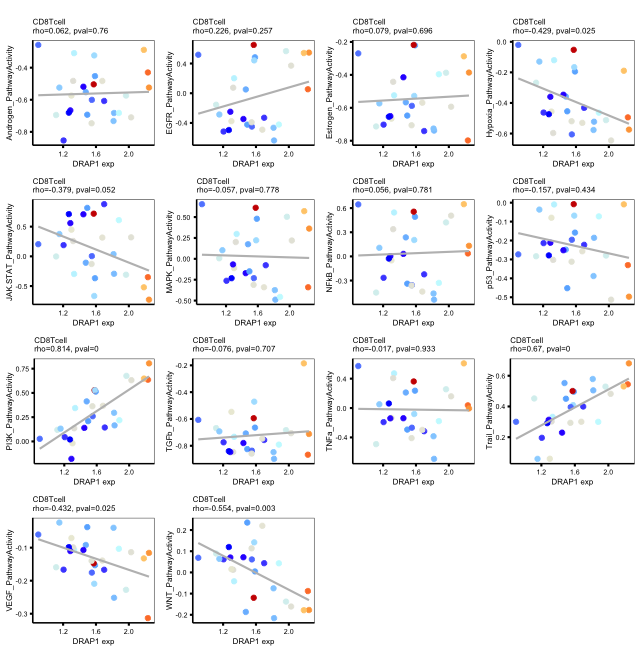 CD8Tcell
rho=0.062, pval=0.76
Androgen_PathwayActivity
-0.2
-0.4
-0.6
-0.8
1.2 1.6 2.0
DRAP1 exp
CD8Tcell
rho=0.226, pval=0.257
EGFR_PathwayActivity
0.4
0.0
-0.4
1.2 1.6 2.0
DRAP1 exp
CD8Tcell
rho=0.079, pval=0.696
Estrogen_PathwayActivity
-0.2
-0.4
-0.6
-0.8
1.2 1.6 2.0
DRAP1 exp
CD8Tcell
rho=-0.429, pval=0.025
Hypoxia_PathwayActivity
0.0
-0.2
-0.4
-0.6
1.2 1.6 2.0
DRAP1 exp
CD8Tcell
rho=-0.379, pval=0.052
JAK-STAT_PathwayActivity
0.5
0.0
-0.5
1.2 1.6 2.0
DRAP1 exp
CD8Tcell
rho=-0.057, pval=0.778
MAPK_PathwayActivity
0.50
0.25
0.00
-0.25
-0.50
1.2 1.6 2.0
DRAP1 exp
CD8Tcell
rho=0.056, pval=0.781
NFkB_PathwayActivity
0.6
0.3
0.0
-0.3
1.2 1.6 2.0
DRAP1 exp
CD8Tcell
rho=-0.157, pval=0.434
p53_PathwayActivity
0.0
-0.1
-0.2
-0.3
-0.4
-0.5
1.2 1.6 2.0
DRAP1 exp
CD8Tcell
rho=0.814, pval=0
PI3K_PathwayActivity
0.75
0.50
0.25
0.00
1.2 1.6 2.0
DRAP1 exp
CD8Tcell
rho=-0.076, pval=0.707
TGFb_PathwayActivity
-0.2
-0.4
-0.6
-0.8
1.2 1.6 2.0
DRAP1 exp
CD8Tcell
rho=-0.017, pval=0.933
TNFa_PathwayActivity
0.4
0.0
-0.4
1.2 1.6 2.0
DRAP1 exp
CD8Tcell
rho=0.67, pval=0
Trail_PathwayActivity
0.6
0.4
0.2
1.2 1.6 2.0
DRAP1 exp
CD8Tcell
rho=-0.432, pval=0.025
VEGF_PathwayActivity
-0.1
-0.2
-0.3
1.2 1.6 2.0
DRAP1 exp
CD8Tcell
rho=-0.554, pval=0.003
WNT_PathwayActivity
0.2
0.1
0.0
-0.1
-0.2
1.2 1.6 2.0
DRAP1 exp